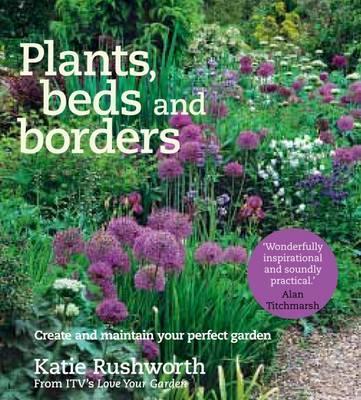 Plants,
beds and
borders
'Wonderfully
inspirational
and soundly
practical.'
Alan
Titchmarsh
Create and maintain your perfect garden
Katie Rushworth
From ITV's Love Your Garden